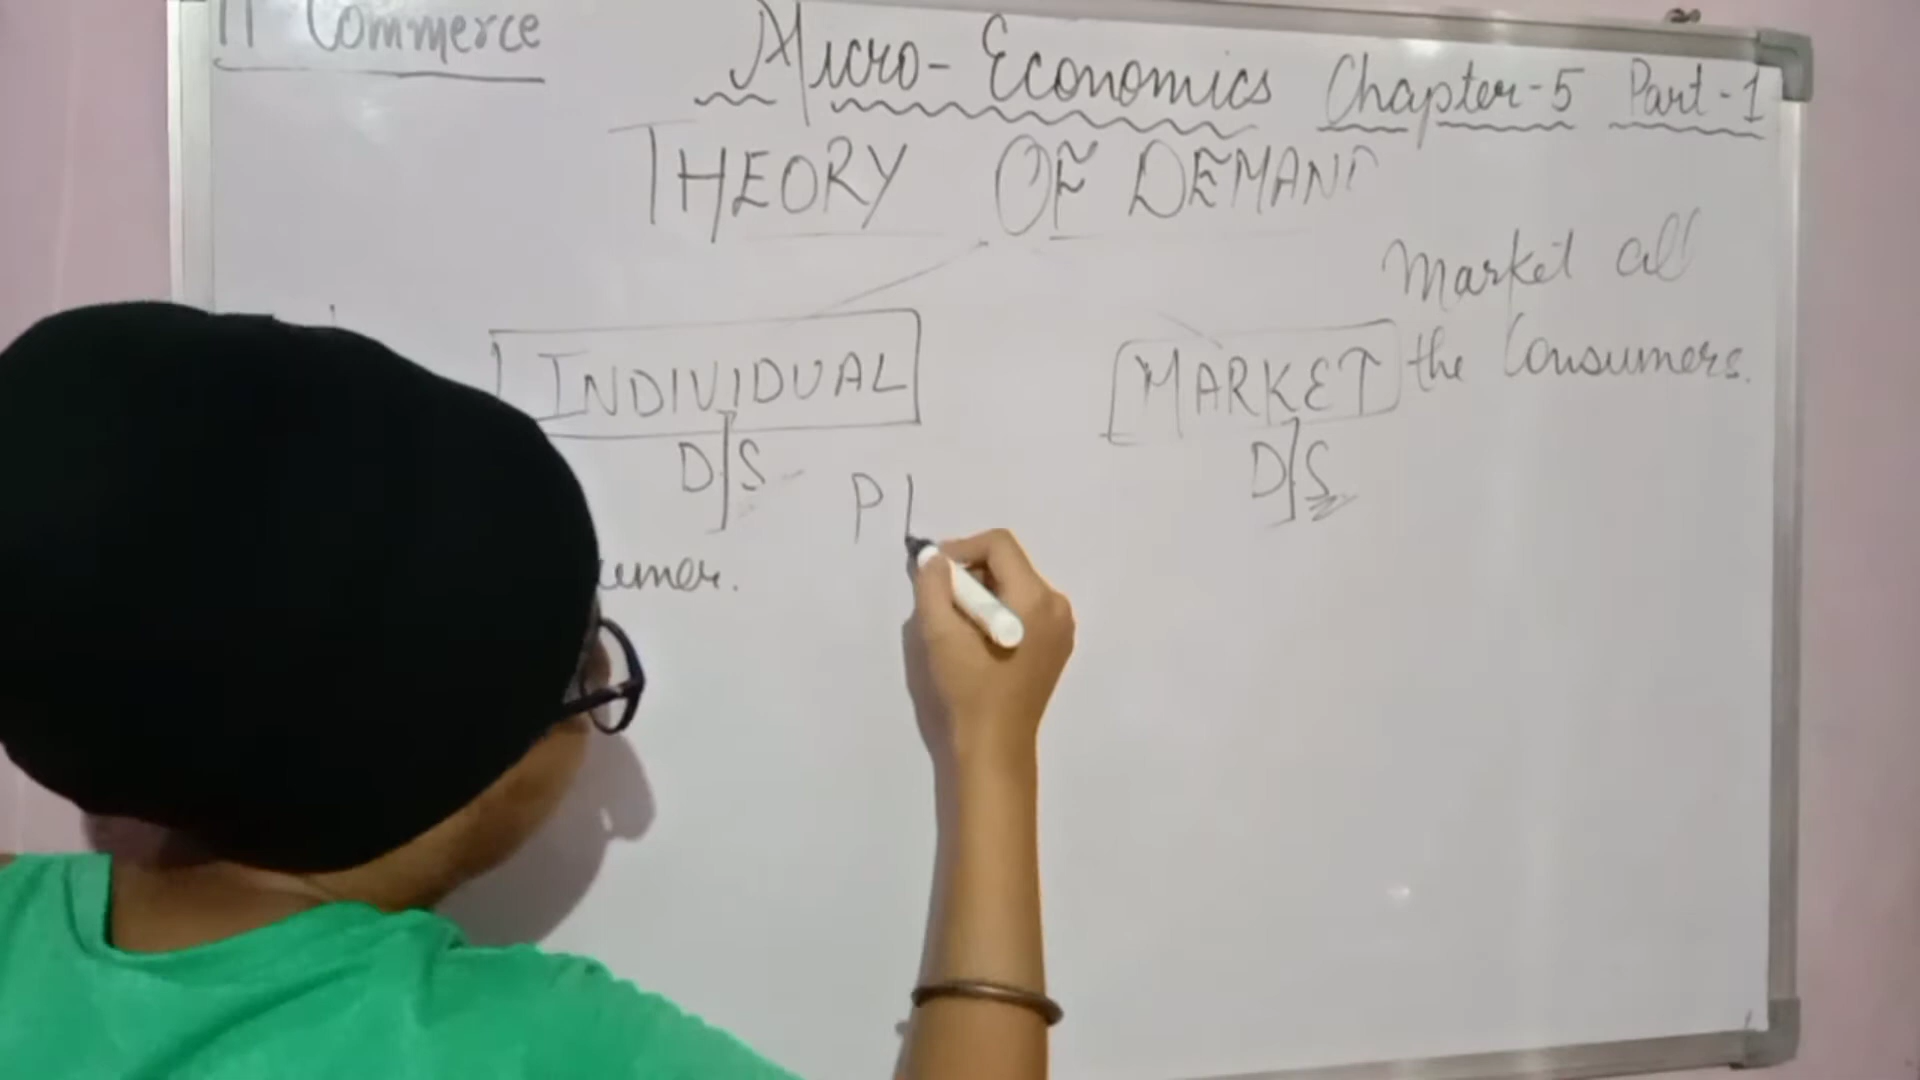 11 Commerce
Micro-Economics Chapter-5 Part-1
THEORY OF DEMAND
Market all
the Consumers.
INDIVIDUAL
MARKET
D/S
D/S
P
umer.